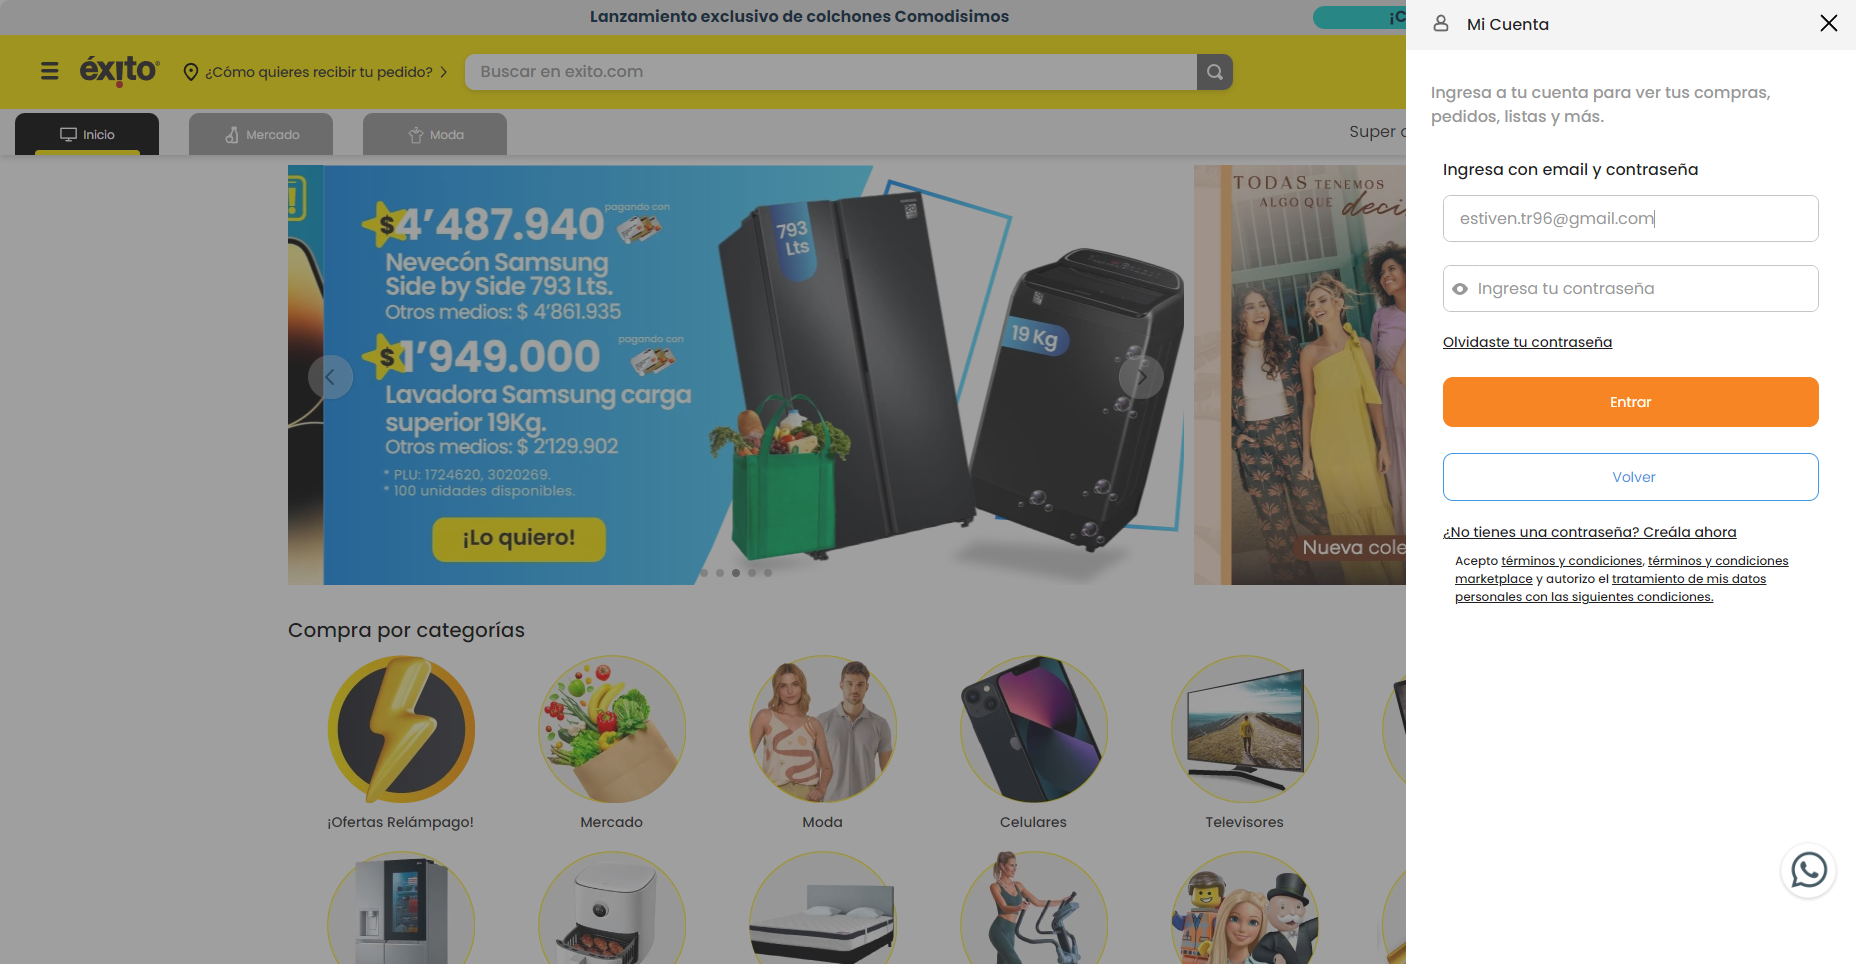 Lanzamiento exclusivo de colchones Comodisimos
¡C
éxito
¿Cómo quieres recibir tu pedido?
Buscar en exito.com
Inicio
Mercado
Moda
Super
$4'487.940
pagando con
Nevecón Samsung
Side by Side 793 Lts.
Otros medios: $ 4'861.935
$1'949.000
pagando con
Lavadora Samsung carga
superior 19Kg.
Otros medios: $ 2'129.902
* PLU: 1724620, 3020269.
* 100 unidades disponibles.
¡Lo quiero!
793
Lts
19 Kg
TODAS TENEMOS
ALGO QUE deci
Nueva cole
Compra por categorías
¡Ofertas Relámpago!
Mercado
Moda
Celulares
Televisores
Mi Cuenta
Ingresa a tu cuenta para ver tus compras,
pedidos, listas y más.
Ingresa con email y contraseña
estiven.tr96@gmail.com
Ingresa tu contraseña
Olvidaste tu contraseña
Entrar
Volver
¿No tienes una contraseña? Creála ahora
Acepto términos y condiciones, términos y condiciones
marketplace y autorizo el tratamiento de mis datos
personales con las siguientes condiciones.